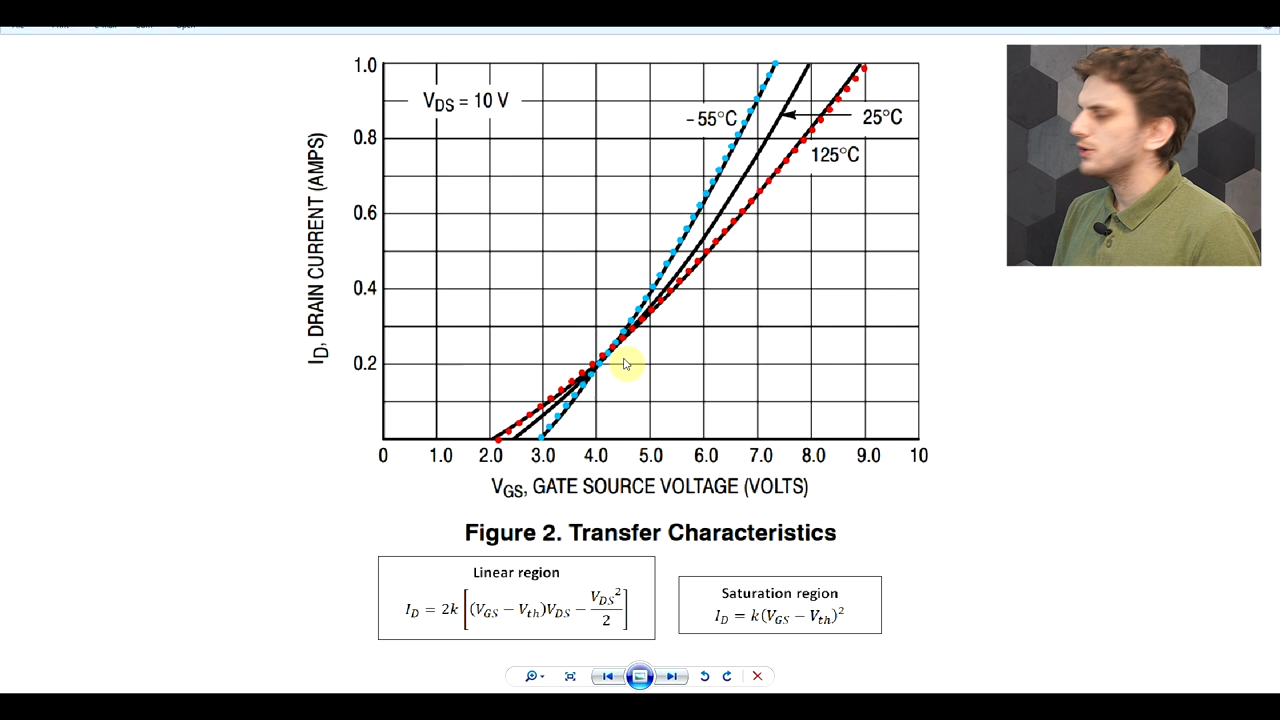 1.0
0.8
0.6
0.4
0.2
I_D, DRAIN CURRENT (AMPS)
V_DS = 10 V
– 55°C
25°C
125°C
0 1.0 2.0 3.0 4.0 5.0 6.0 7.0 8.0 9.0 10
V_GS, GATE SOURCE VOLTAGE (VOLTS)
Figure 2. Transfer Characteristics
Linear region
I_D = 2k [(V_GS − V_th)V_DS − V_DS²/2]
Saturation region
I_D = k(V_GS − V_th)²